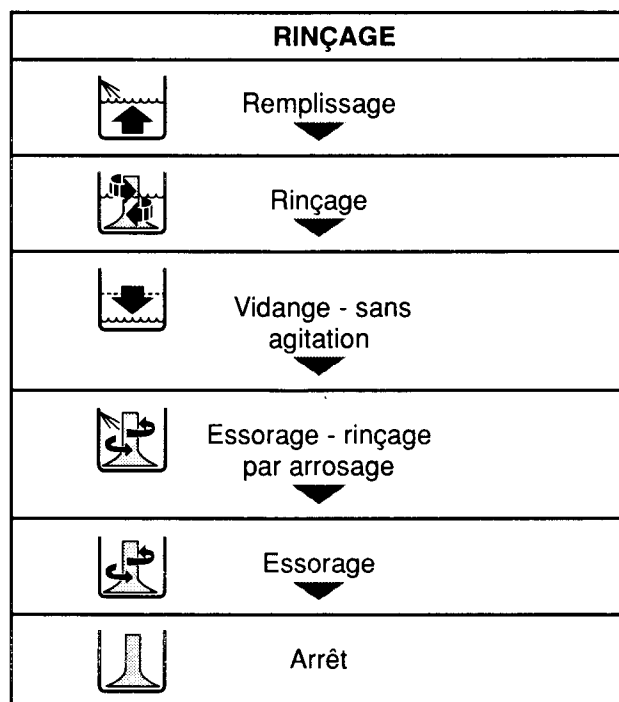 RINÇAGE
Remplissage
Rinçage
Vidange - sans
agitation
Essorage - rinçage
par arrosage
Essorage
Arrêt